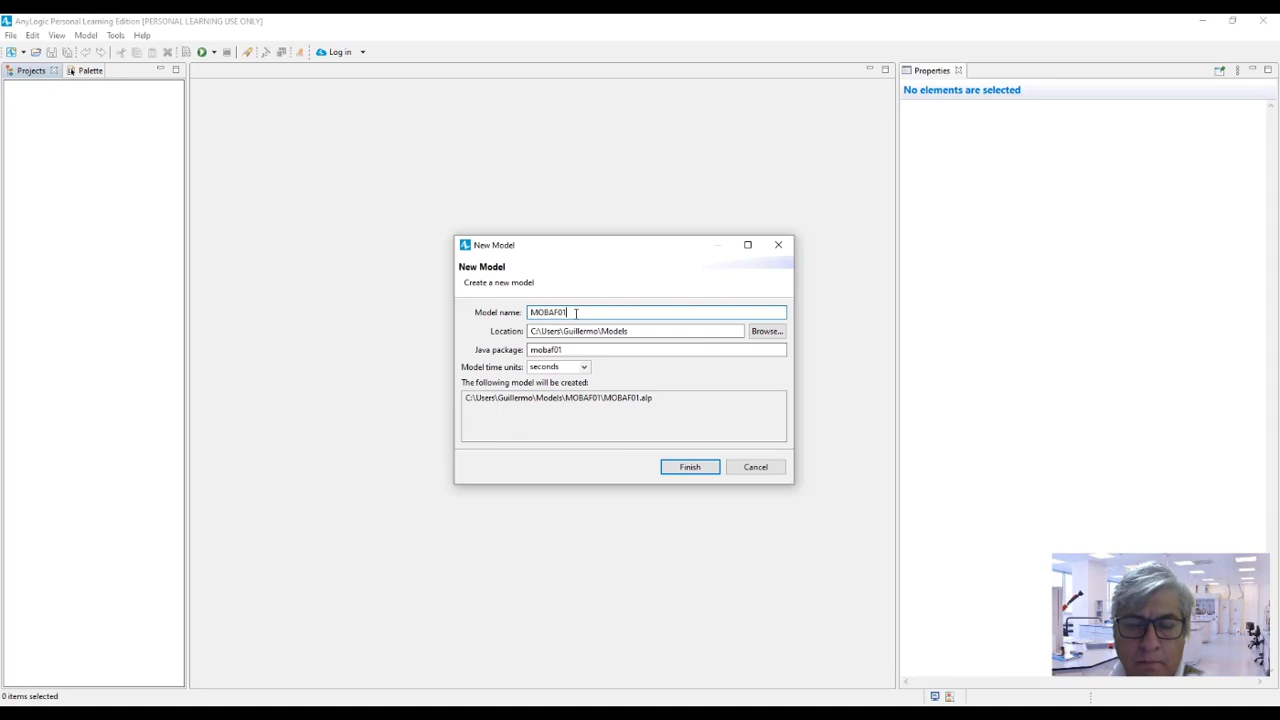 AnyLogic Personal Learning Edition [PERSONAL LEARNING USE ONLY]
File Edit View Model Tools Help
Log in
Projects Palette Properties
No elements are selected
New Model
New Model
Create a new model
Model name: MOBAF01
Location: C:\Users\Guillermo\Models Browse...
Java package: mobaf01
Model time units: seconds
The following model will be created:
C:\Users\Guillermo\Models\MOBAF01\MOBAF01.alp
Finish Cancel
0 items selected